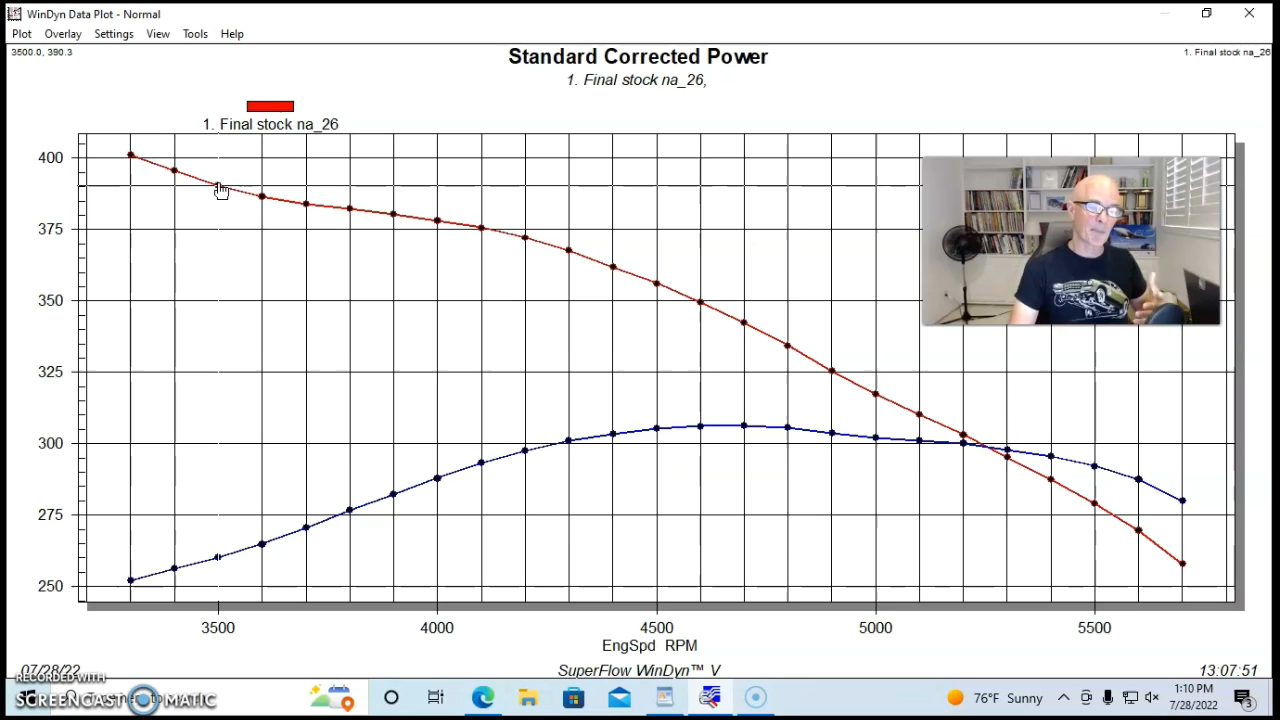 WinDyn Data Plot - Normal
Plot Overlay Settings View Tools Help
3500.0, 390.3
1. Final stock na_26
Standard Corrected Power
1. Final stock na_26,
1. Final stock na_26
400
375
350
325
300
275
250
3500 4000 4500 5000 5500
EngSpd RPM
07/28/22 SuperFlow WinDyn™ V 13:07:51
RECORDED WITH
SCREENCAST MATIC
76°F Sunny
1:10 PM
7/28/2022
3